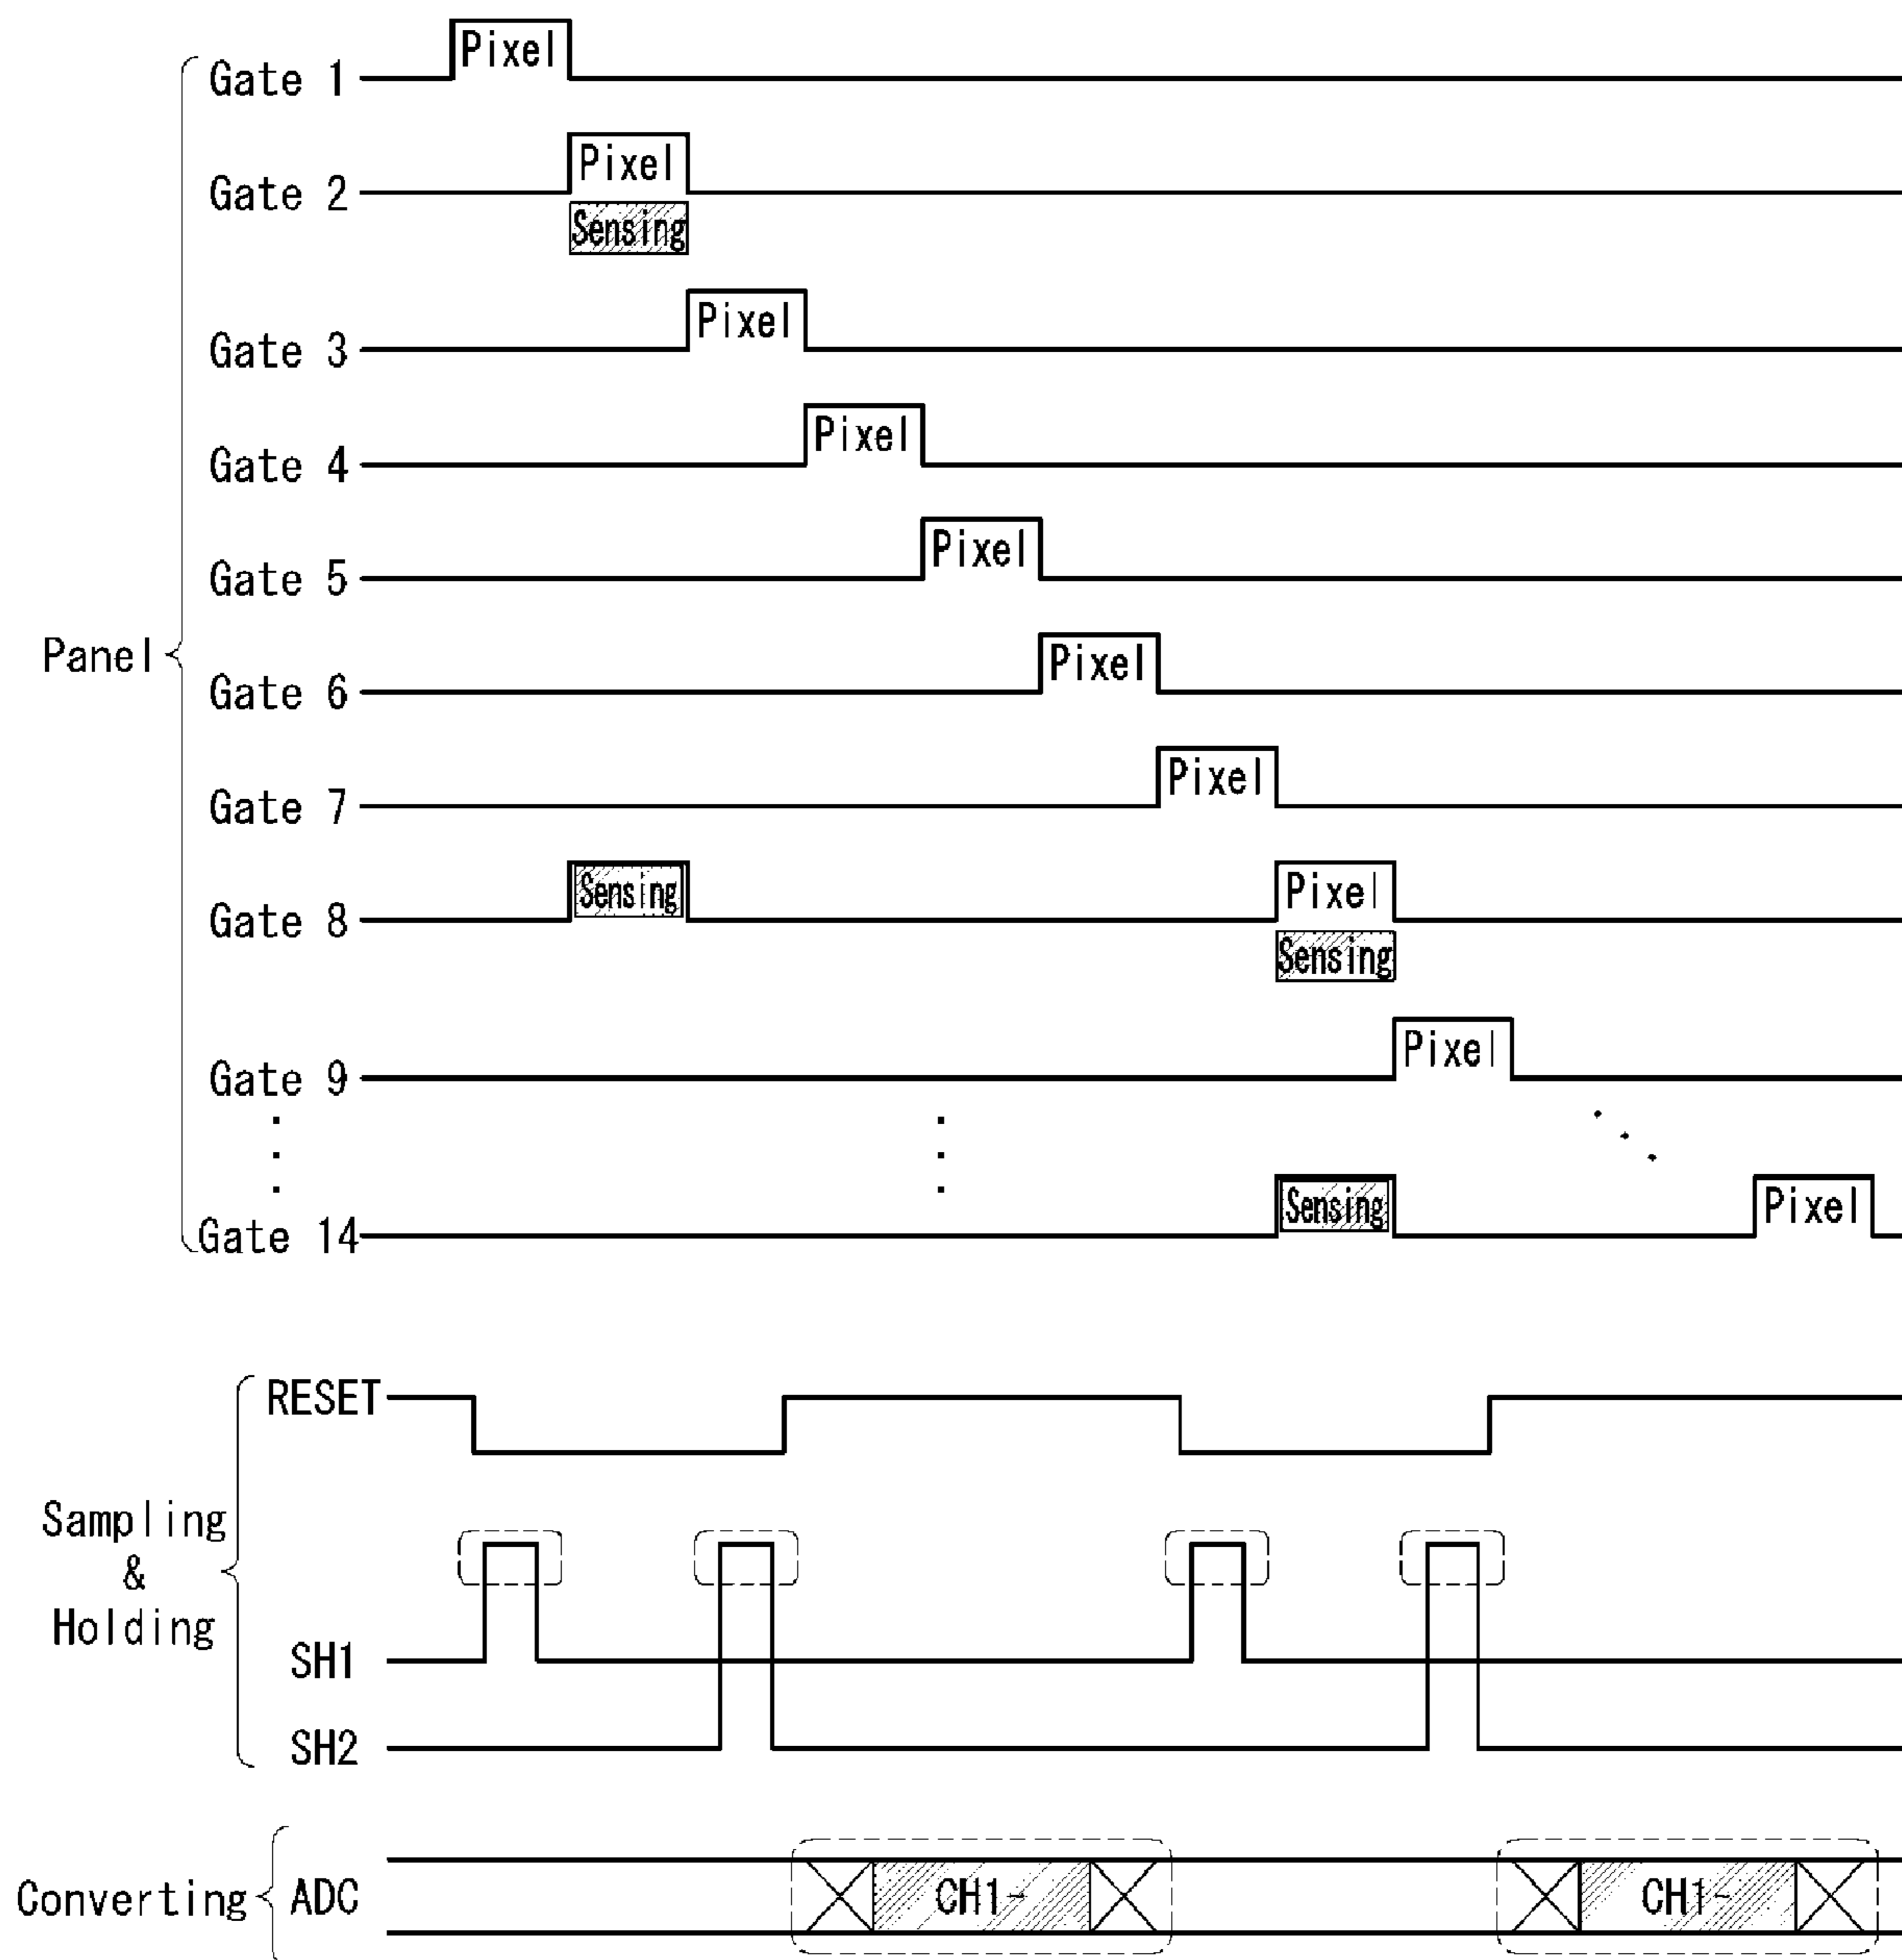 Pixel
Gate 1
Pixel
Gate 2
Sensing
Pixel
Gate 3
Pixel
Gate 4
Pixel
Gate 5
Panel
Pixel
Gate 6
Pixel
Gate 7
Sensing Pixel
Gate 8
Sensing
Pixel
Gate 9
Sensing Pixel
Gate 14
RESET
Sampling
&
Holding
SH1
SH2
Converting ADC CH1- CH1-